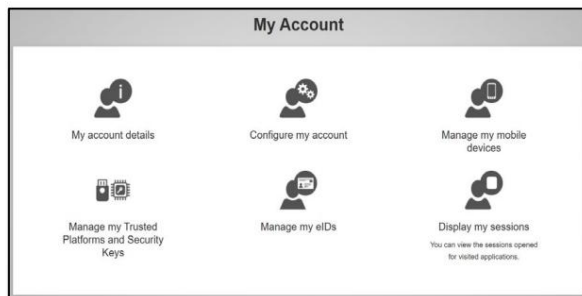 My Account
My account details
Configure my account
Manage my mobile
devices
Manage my Trusted
Platforms and Security
Keys
Manage my eIDs
Display my sessions
You can view the sessions opened
for visited applications.